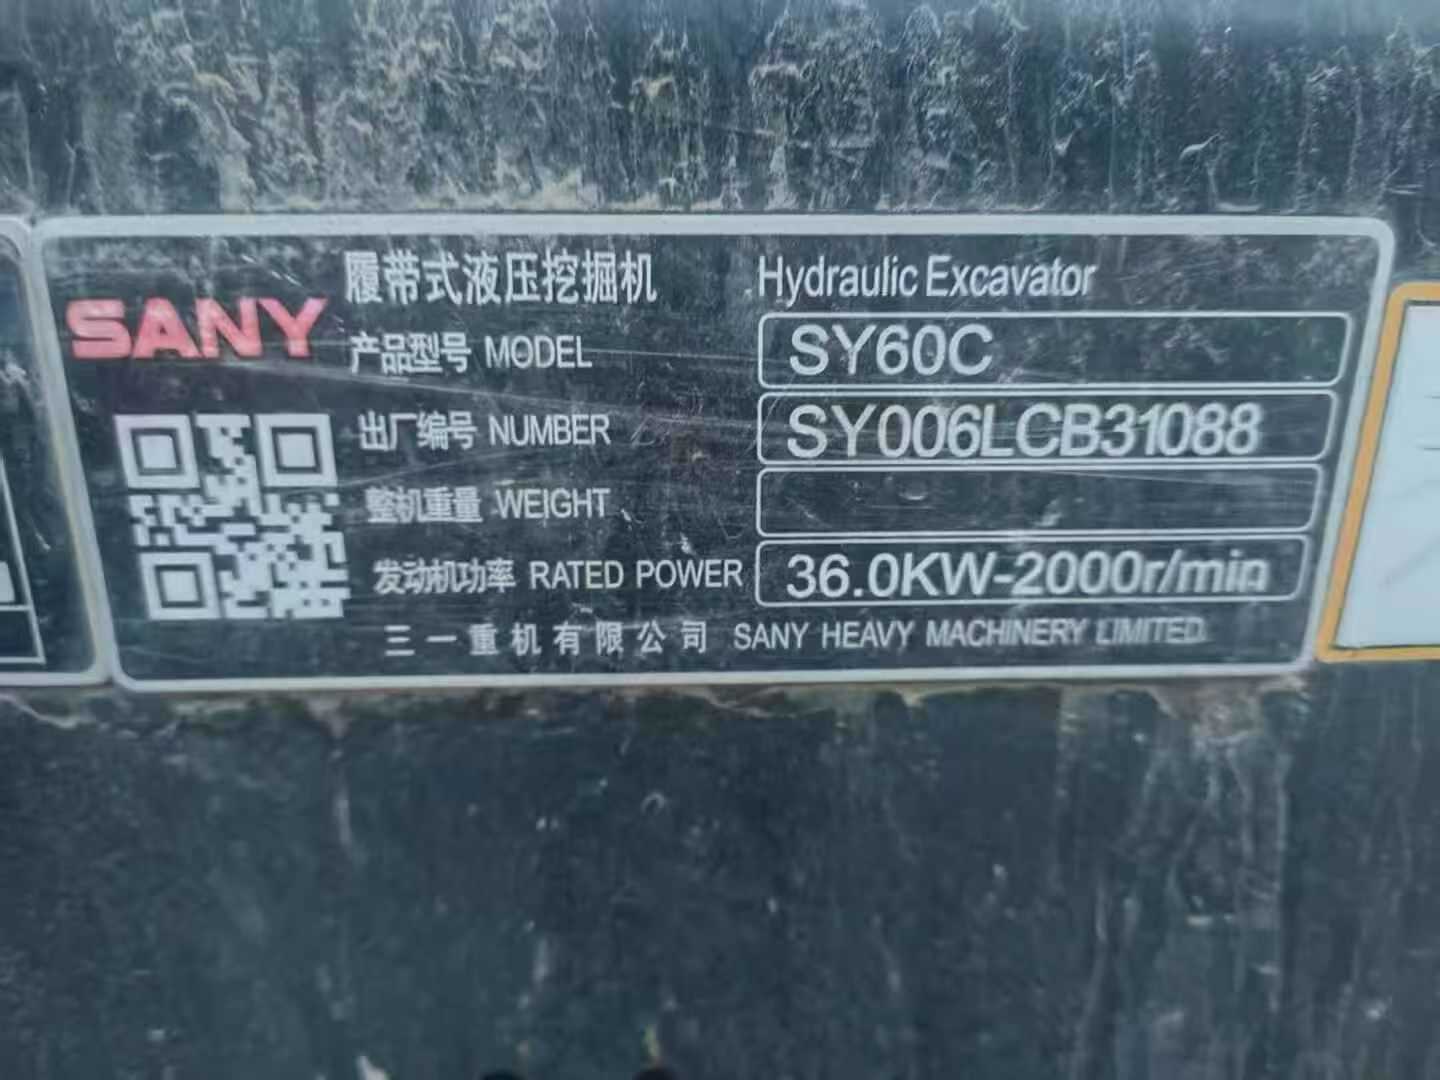 履带式液压挖掘机 Hydraulic Excavator
SANY
产品型号 MODEL SY60C
出厂编号 NUMBER SY006LCB31088
整机重量 WEIGHT
发动机功率 RATED POWER 36.0KW-2000r/min
三一重机有限公司 SANY HEAVY MACHINERY LIMITED.